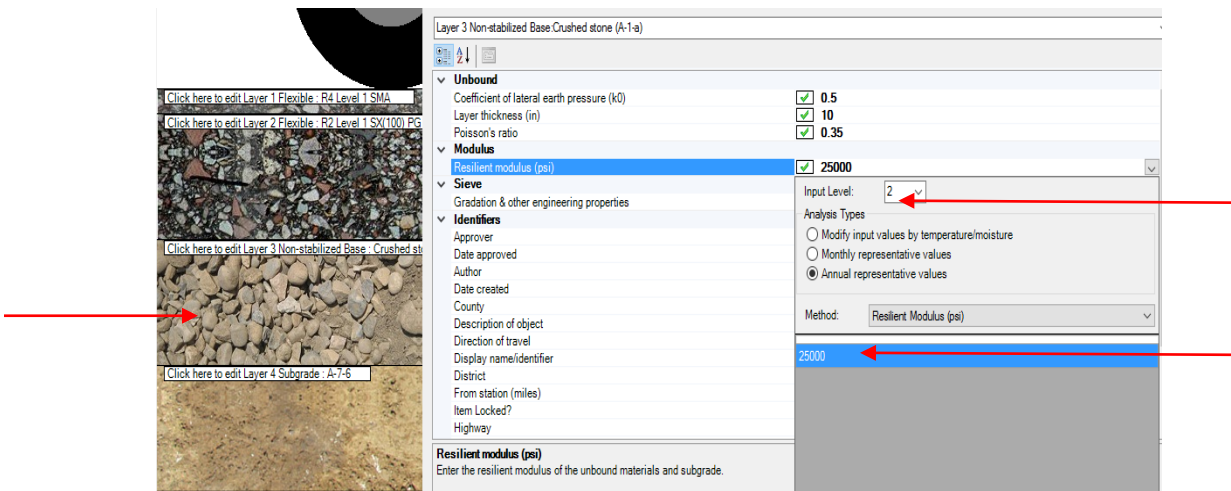 Layer 3 Non-stabilized Base:Crushed stone (A-1-a)
Click here to edit Layer 1 Flexible : R4 Level 1 SMA
Click here to edit Layer 2 Flexible : R2 Level 1 SX(100) PG
Click here to edit Layer 3 Non-stabilized Base : Crushed st
Click here to edit Layer 4 Subgrade : A-7-6
Unbound
Coefficient of lateral earth pressure (k0) 0.5
Layer thickness (in) 10
Poisson's ratio 0.35
Modulus
Resilient modulus (psi) 25000
Sieve
Gradation & other engineering properties
Identifiers
Approver
Date approved
Author
Date created
County
Description of object
Direction of travel
Display name/identifier
District
From station (miles)
Item Locked?
Highway
Input Level: 2
Analysis Types
Modify input values by temperature/moisture
Monthly representative values
Annual representative values
Method: Resilient Modulus (psi)
25000
Resilient modulus (psi)
Enter the resilient modulus of the unbound materials and subgrade.